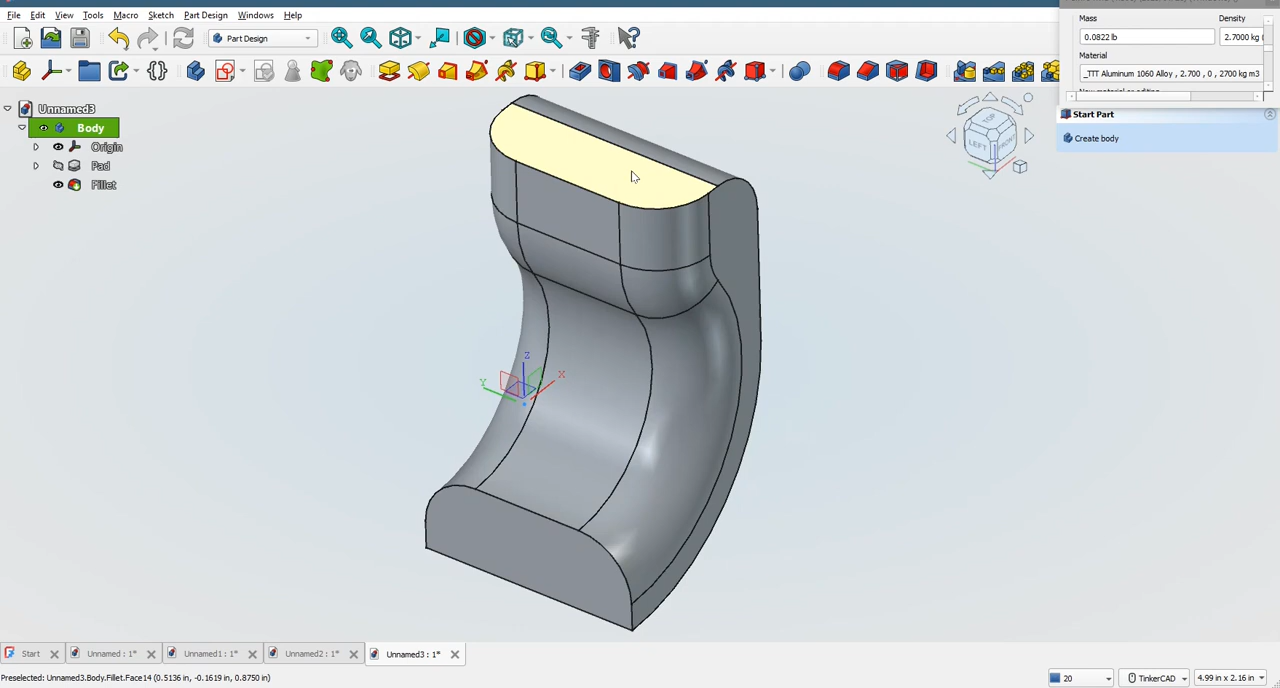 File Edit View Tools Macro Sketch Part Design Windows Help
Part Design
Mass Density
0.0822 lb 2.7000 kg
Material
_TTT Aluminum 1060 Alloy , 2.700 , 0 , 2700 kg m3
Start Part
Create body
Unnamed3
Body
Origin
Pad
Fillet
TOP
LEFT FRONT
Z
Y X
Start Unnamed : 1* Unnamed1 : 1* Unnamed2 : 1* Unnamed3 : 1*
Preselected: Unnamed3.Body.Fillet.Face14 (0.5136 in, -0.1619 in, 0.8750 in)
20 TinkerCAD 4.99 in x 2.16 in